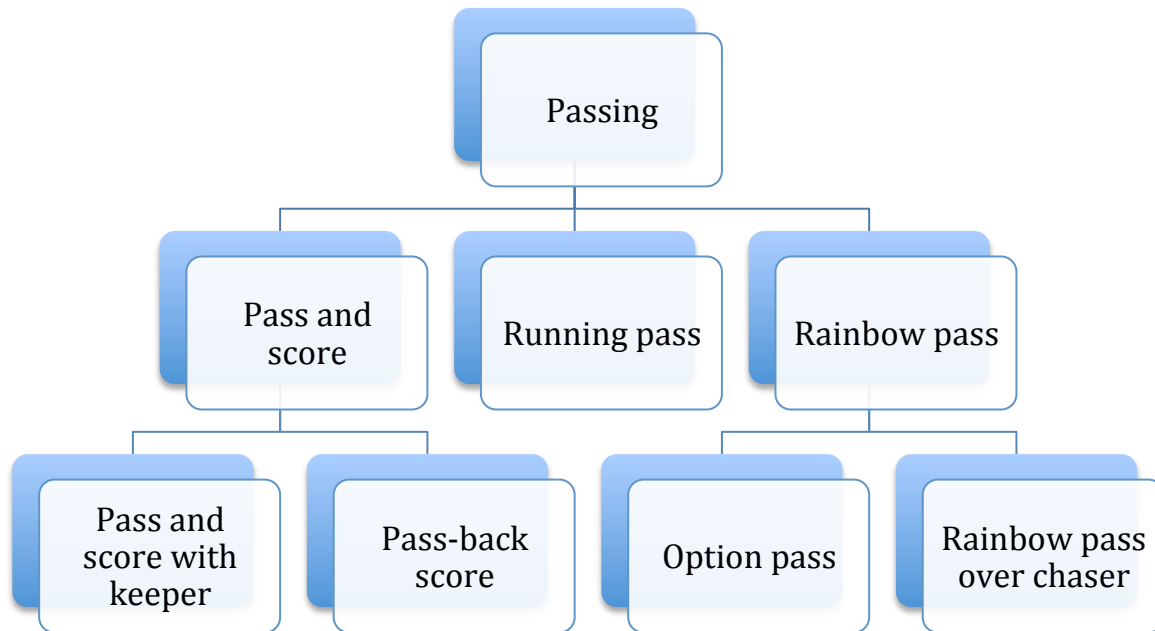 Passing
Pass and
score
Running pass
Rainbow pass
Pass and
score with
keeper
Pass-back
score
Option pass
Rainbow pass
over chaser